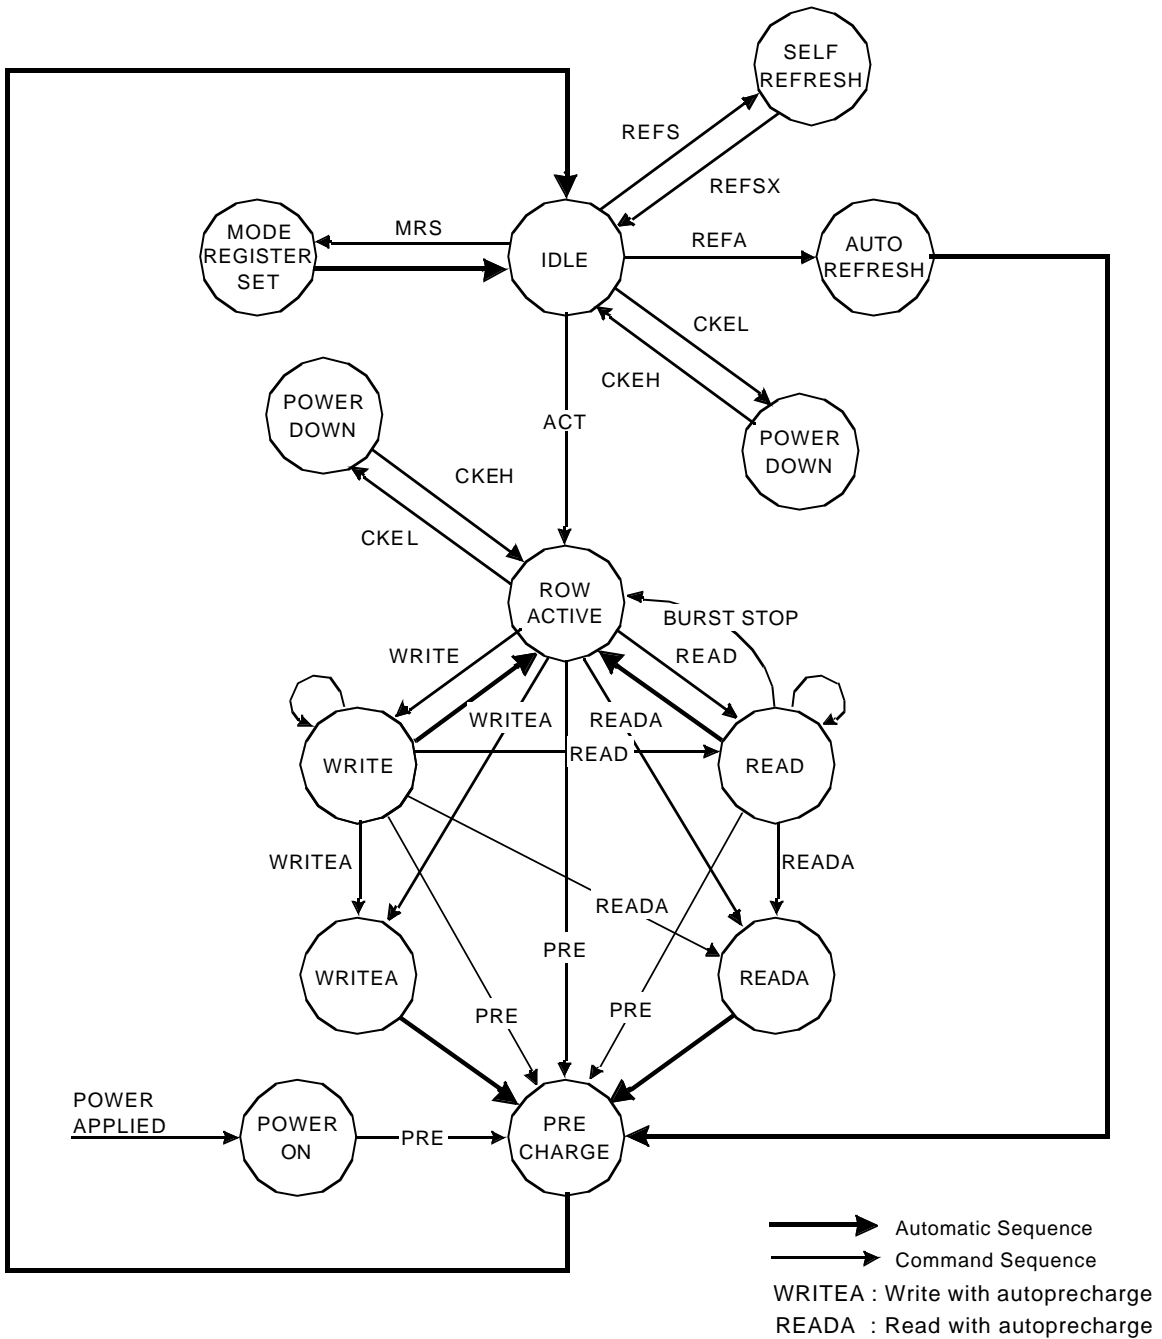 SELF
REFRESH
REFS
REFSX
MODE
REGISTER
SET
MRS
IDLE
REFA
AUTO
REFRESH
CKEL
CKEH
POWER
DOWN
ACT
POWER
DOWN
CKEH
CKEL
ROW
ACTIVE
BURST STOP
WRITE
READ
WRITEA
READA
WRITE
READ
READ
WRITEA
READA
READA
PRE
WRITEA
READA
PRE
PRE
POWER
APPLIED
POWER
ON
PRE
PRE
CHARGE
Automatic Sequence
Command Sequence
WRITEA : Write with autoprecharge
READA : Read with autoprecharge